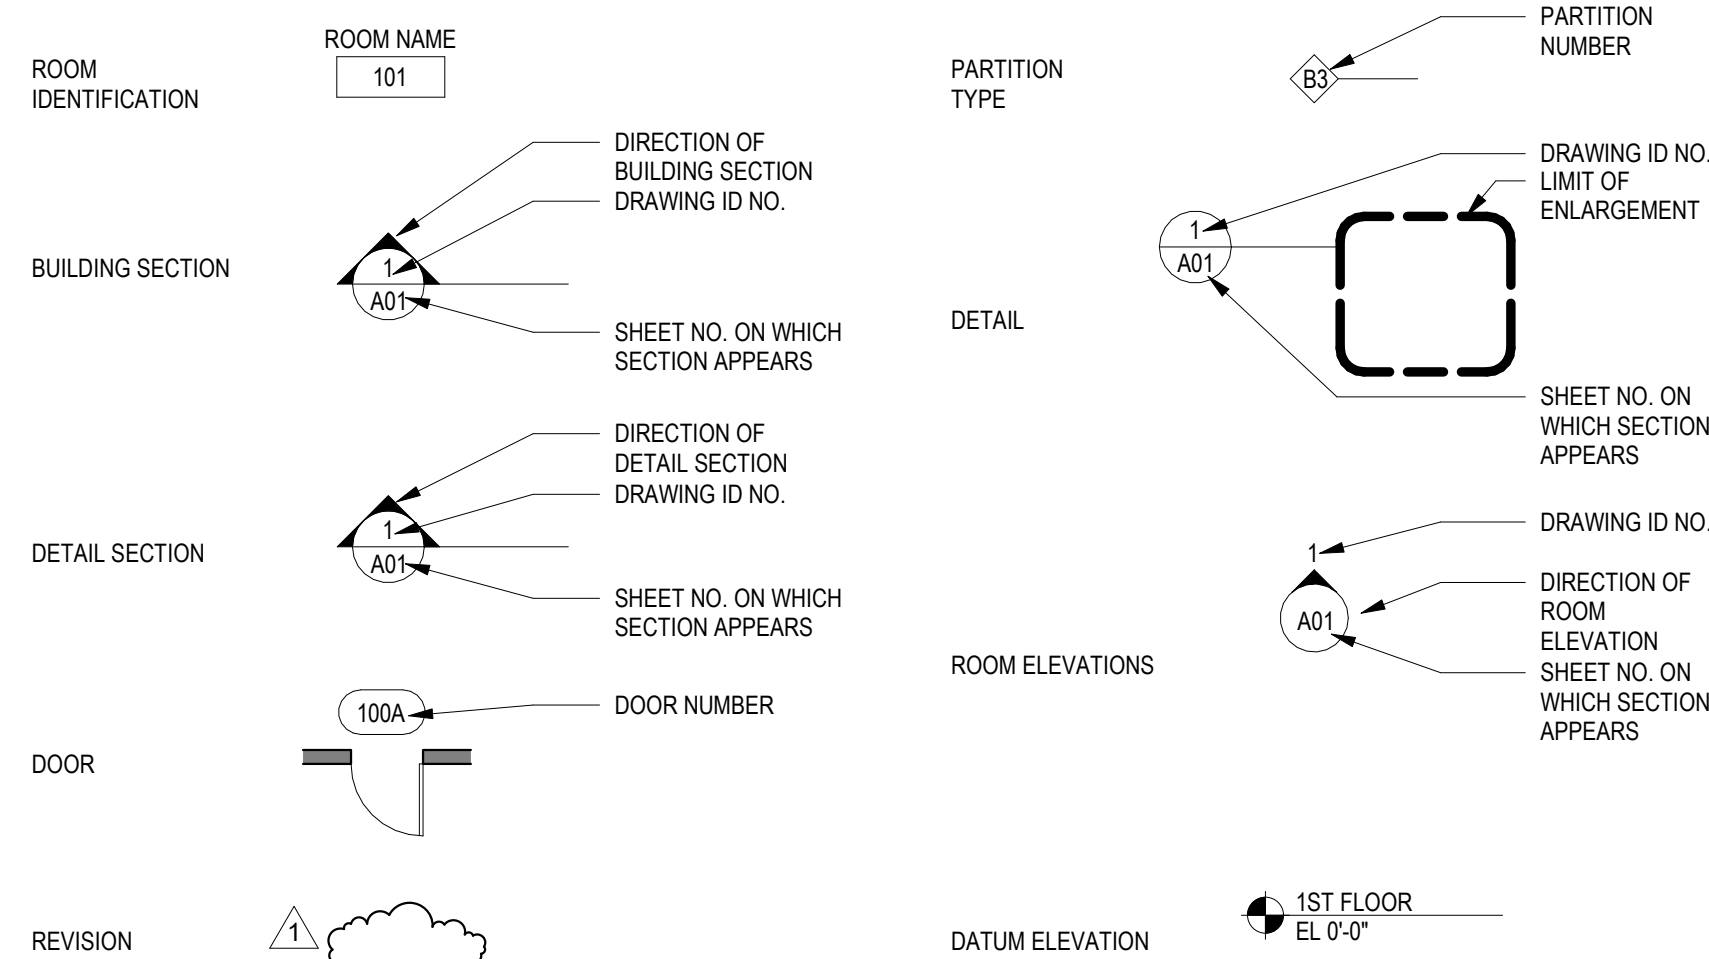 ROOM NAME
ROOM
IDENTIFICATION
101
DIRECTION OF
BUILDING SECTION
DRAWING ID NO.
BUILDING SECTION
1
A01
SHEET NO. ON WHICH
SECTION APPEARS
DIRECTION OF
DETAIL SECTION
DRAWING ID NO.
DETAIL SECTION
1
A01
SHEET NO. ON WHICH
SECTION APPEARS
100A
DOOR NUMBER
DOOR
REVISION
1
PARTITION
TYPE
B3
PARTITION
NUMBER
DRAWING ID NO.
LIMIT OF
ENLARGEMENT
1
A01
DETAIL
SHEET NO. ON
WHICH SECTION
APPEARS
DRAWING ID NO.
1
DIRECTION OF
ROOM
ELEVATION
A01
ROOM ELEVATIONS
SHEET NO. ON
WHICH SECTION
APPEARS
1ST FLOOR
EL 0'-0"
DATUM ELEVATION